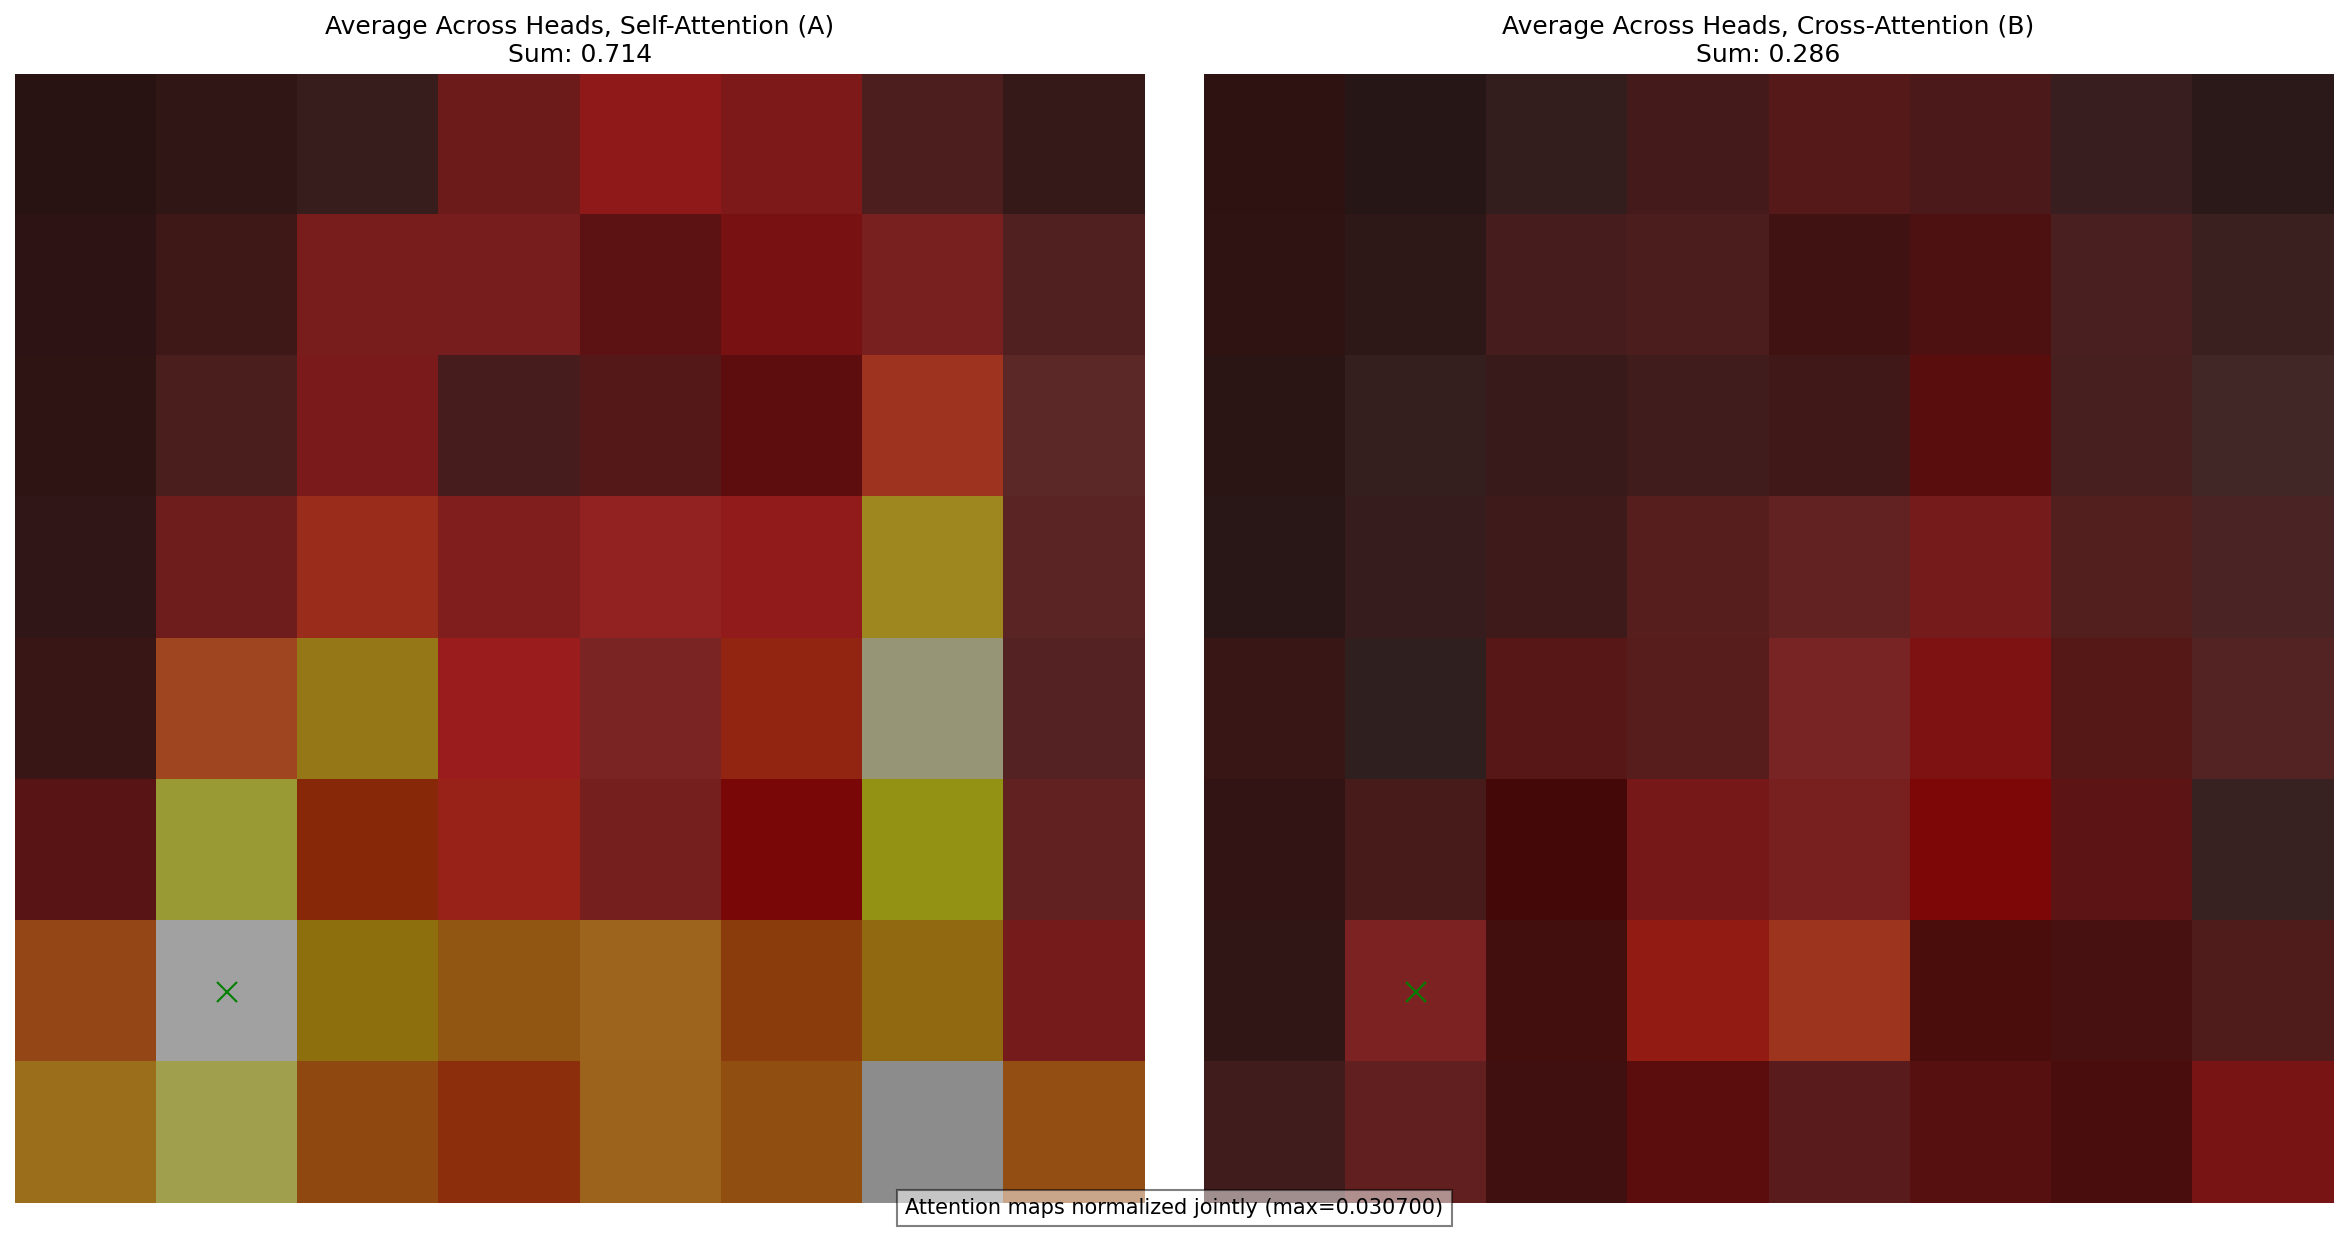 Average Across Heads, Self-Attention (A)
Sum: 0.714
Average Across Heads, Cross-Attention (B)
Sum: 0.286
Attention maps normalized jointly (max=0.030700)